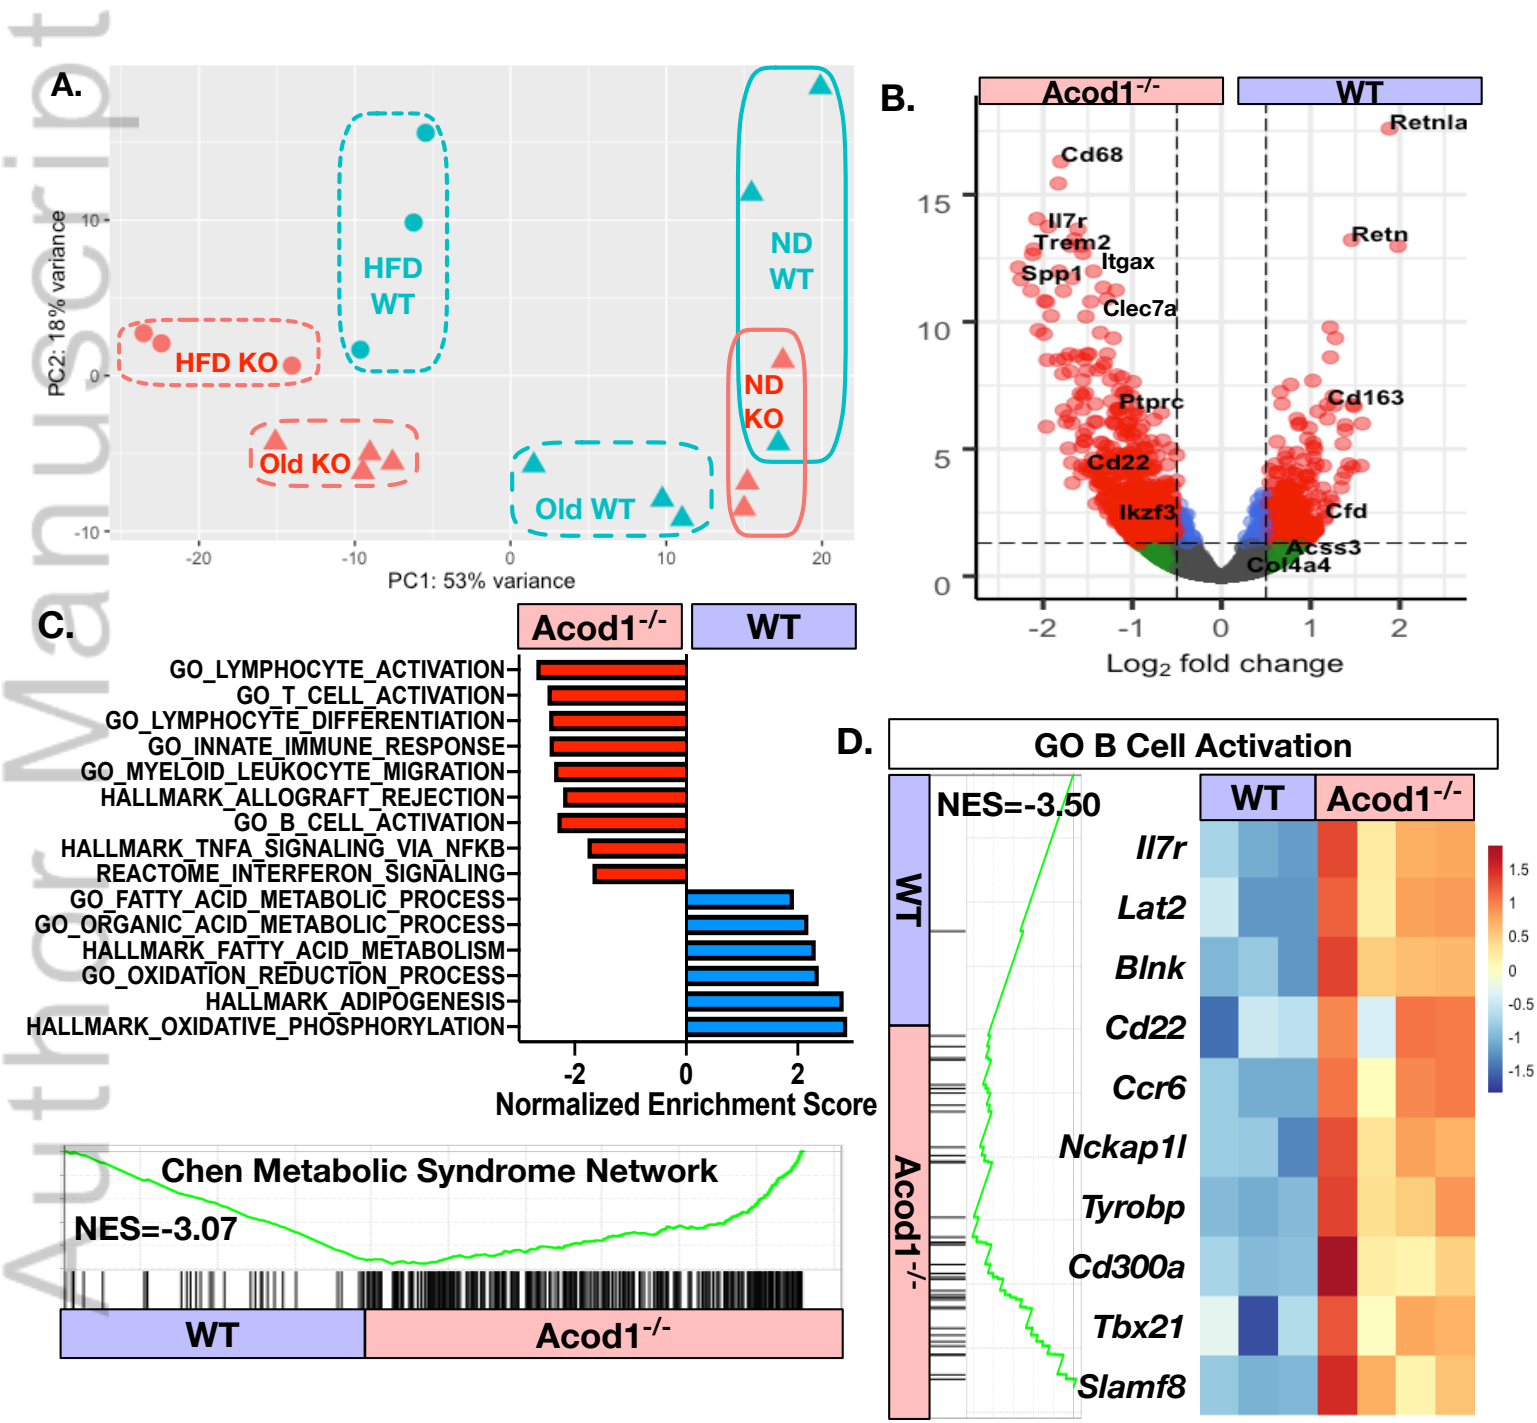 Author Manuscript
A.
PC2: 18% variance
10
0
-10
-20
-10
0
10
20
PC1: 53% variance
HFD
WT
ND
WT
HFD KO
ND
KO
Old KO
Old WT
B.
Acod1-/-
WT
Retnla
Cd68
Il7r
Retn
Trem2
Itgax
Spp1
Clec7a
Ptprc
Cd163
Cd22
Ikzf3
Cfd
Acss3
Col4a4
15
10
5
0
-2
-1
0
1
2
Log2 fold change
C.
Acod1-/-
WT
GO_LYMPHOCYTE_ACTIVATION
GO_T_CELL_ACTIVATION
GO_LYMPHOCYTE_DIFFERENTIATION
GO_INNATE_IMMUNE_RESPONSE
GO_MYELOID_LEUKOCYTE_MIGRATION
HALLMARK_ALLOGRAFT_REJECTION
GO_B_CELL_ACTIVATION
HALLMARK_TNFA_SIGNALING_VIA_NFKB
REACTOME_INTERFERON_SIGNALING
GO_FATTY_ACID_METABOLIC_PROCESS
GO_ORGANIC_ACID_METABOLIC_PROCESS
HALLMARK_FATTY_ACID_METABOLISM
GO_OXIDATION_REDUCTION_PROCESS
HALLMARK_ADIPOGENESIS
HALLMARK_OXIDATIVE_PHOSPHORYLATION
-2
0
2
Normalized Enrichment Score
Chen Metabolic Syndrome Network
NES=-3.07
WT
Acod1-/-
D.
GO B Cell Activation
NES=-3.50
WT
Acod1-/-
WT
Acod1-/-
Il7r
Lat2
Blnk
Cd22
Ccr6
Nckap1l
Tyrobp
Cd300a
Tbx21
Slamf8
1.5
1
0.5
0
-0.5
-1
-1.5